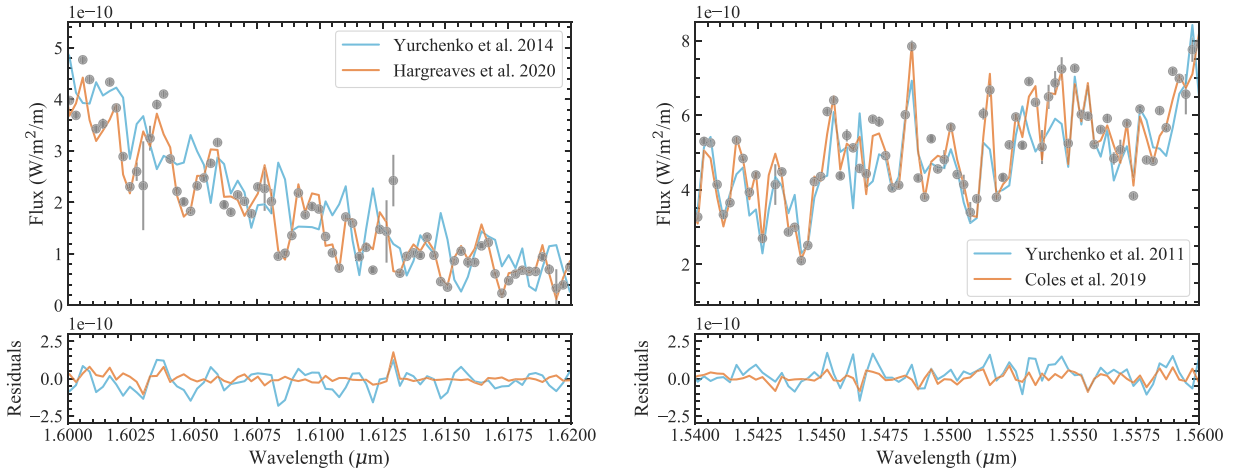 1e−10
Flux (W/m²/m)
5
4
3
2
1
0
Yurchenko et al. 2014
Hargreaves et al. 2020
1e−10
Residuals
2.5
0.0
−2.5
1.6000 1.6025 1.6050 1.6075 1.6100 1.6125 1.6150 1.6175 1.6200
Wavelength (μm)
1e−10
Flux (W/m²/m)
8
6
4
2
Yurchenko et al. 2011
Coles et al. 2019
1e−10
Residuals
2.5
0.0
−2.5
1.5400 1.5425 1.5450 1.5475 1.5500 1.5525 1.5550 1.5575 1.5600
Wavelength (μm)